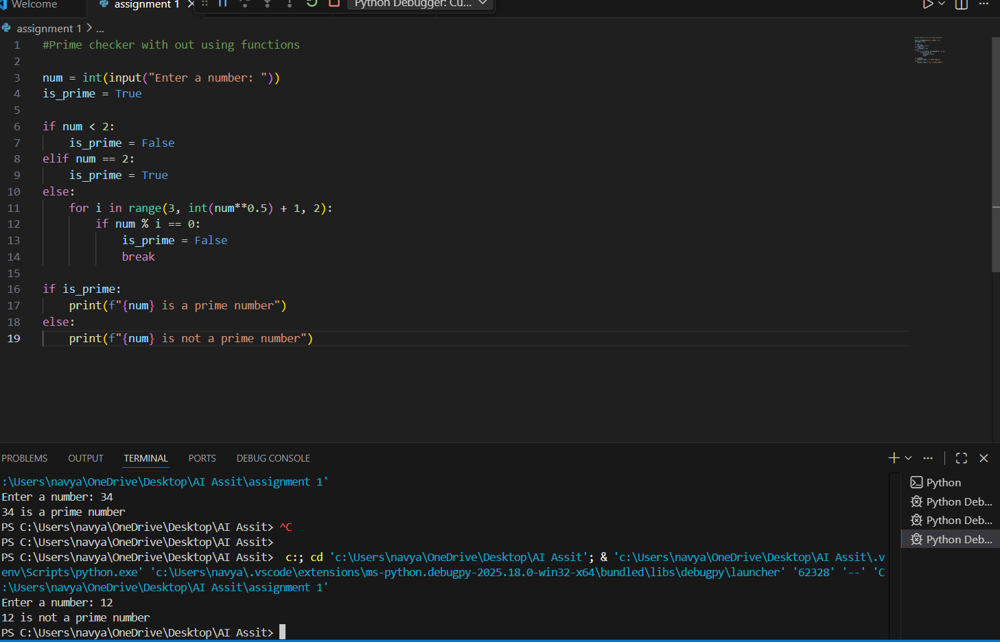 Welcome
assignment 1
Python Debugger: Cu...
assignment 1 > ...
1 #Prime checker with out using functions
2
3 num = int(input("Enter a number: "))
4 is_prime = True
5
6 if num < 2:
7     is_prime = False
8 elif num == 2:
9     is_prime = True
10 else:
11     for i in range(3, int(num**0.5) + 1, 2):
12         if num % i == 0:
13             is_prime = False
14             break
15
16 if is_prime:
17     print(f"{num} is a prime number")
18 else:
19     print(f"{num} is not a prime number")
PROBLEMS OUTPUT TERMINAL PORTS DEBUG CONSOLE
:\Users\navya\OneDrive\Desktop\AI Assit\assignment 1'
Enter a number: 34
34 is a prime number
PS C:\Users\navya\OneDrive\Desktop\AI Assit> ^C
PS C:\Users\navya\OneDrive\Desktop\AI Assit>
PS C:\Users\navya\OneDrive\Desktop\AI Assit>  c:; cd 'c:\Users\navya\OneDrive\Desktop\AI Assit'; & 'c:\Users\navya\OneDrive\Desktop\AI Assit\.v
env\Scripts\python.exe' 'c:\Users\navya\.vscode\extensions\ms-python.debugpy-2025.18.0-win32-x64\bundled\libs\debugpy\launcher' '62328' '--' 'C
:\Users\navya\OneDrive\Desktop\AI Assit\assignment 1'
Enter a number: 12
12 is not a prime number
PS C:\Users\navya\OneDrive\Desktop\AI Assit>
Python
Python Deb...
Python Deb...
Python Deb...